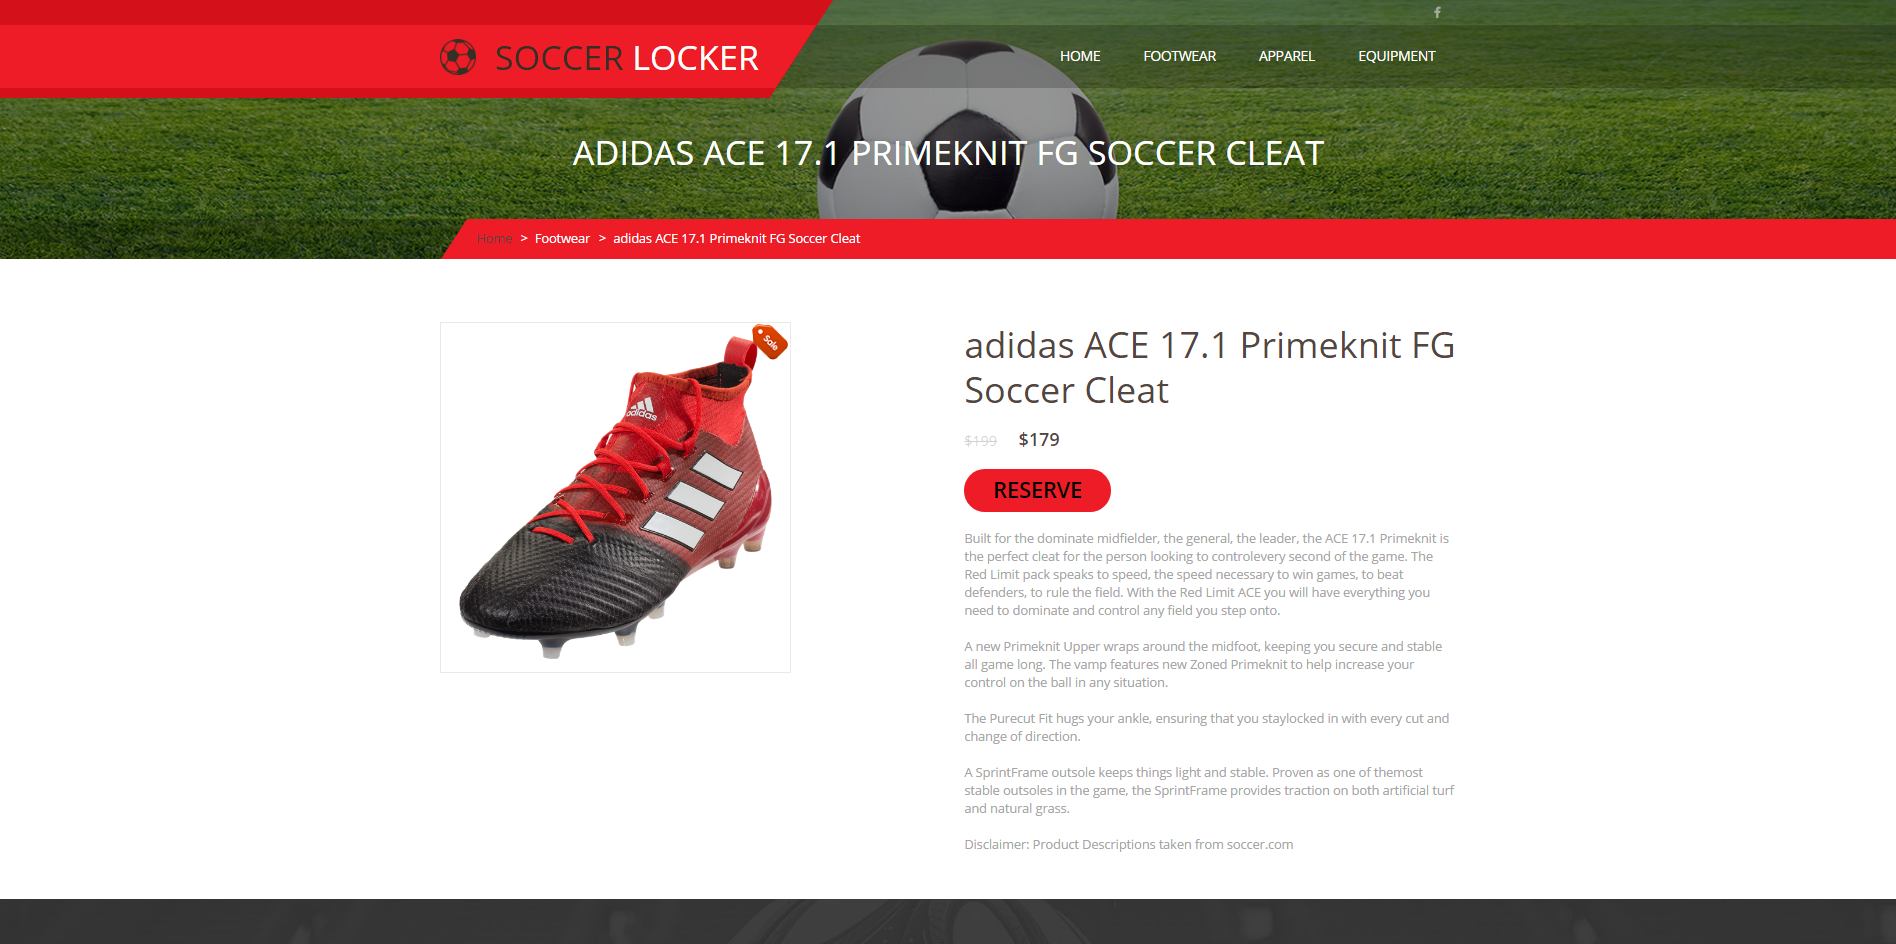 f
SOCCER LOCKER
HOME
FOOTWEAR
APPAREL
EQUIPMENT
ADIDAS ACE 17.1 PRIMEKNIT FG SOCCER CLEAT
Home > Footwear > adidas ACE 17.1 Primeknit FG Soccer Cleat
Sale
adidas
adidas ACE 17.1 Primeknit FG
Soccer Cleat
$199 $179
RESERVE
Built for the dominate midfielder, the general, the leader, the ACE 17.1 Primeknit is
the perfect cleat for the person looking to controlevery second of the game. The
Red Limit pack speaks to speed, the speed necessary to win games, to beat
defenders, to rule the field. With the Red Limit ACE you will have everything you
need to dominate and control any field you step onto.
A new Primeknit Upper wraps around the midfoot, keeping you secure and stable
all game long. The vamp features new Zoned Primeknit to help increase your
control on the ball in any situation.
The Purecut Fit hugs your ankle, ensuring that you staylocked in with every cut and
change of direction.
A SprintFrame outsole keeps things light and stable. Proven as one of themost
stable outsoles in the game, the SprintFrame provides traction on both artificial turf
and natural grass.
Disclaimer: Product Descriptions taken from soccer.com